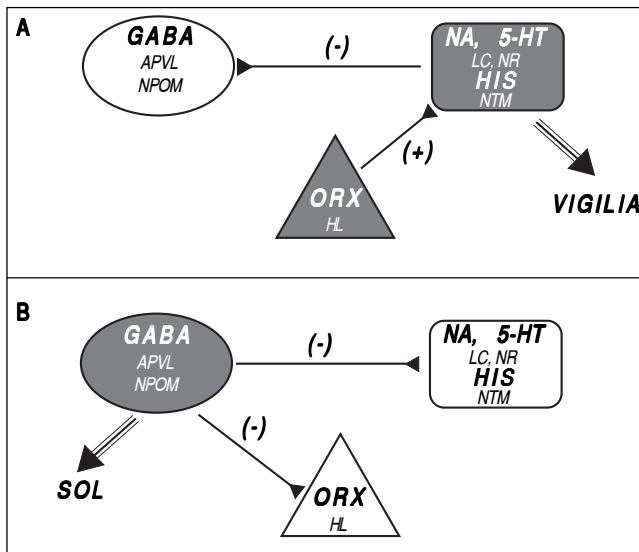 A
GABA
APVL
NPOM
(-)
NA, 5-HT
LC, NR
HIS
NTM
(+)
ORX
HL
VIGILIA
B
GABA
APVL
NPOM
(-)
NA, 5-HT
LC, NR
HIS
NTM
(-)
SOL
ORX
HL